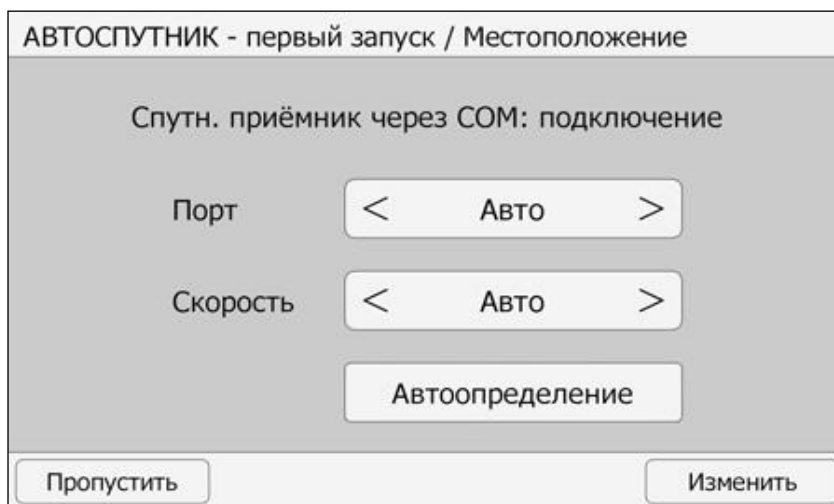 АВТОСПУТНИК - первый запуск / Местоположение
Спутн. приёмник через COM: подключение
Порт < Авто >
Скорость < Авто >
Автоопределение
Пропустить Изменить